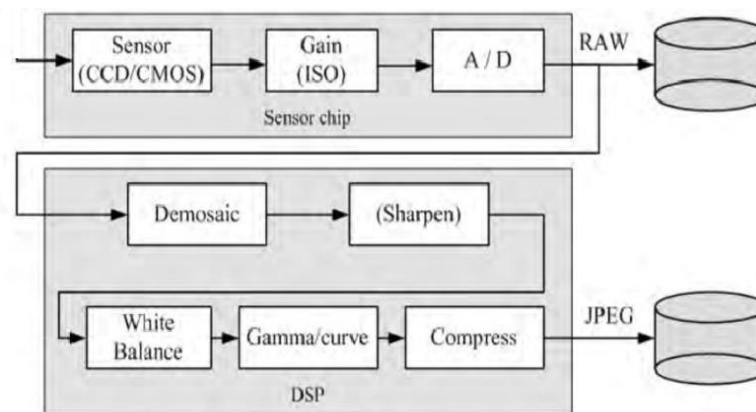 Sensor
(CCD/CMOS)
Gain
(ISO)
A / D
RAW
Sensor chip
Demosaic
(Sharpen)
White
Balance
Gamma/curve
Compress
JPEG
DSP